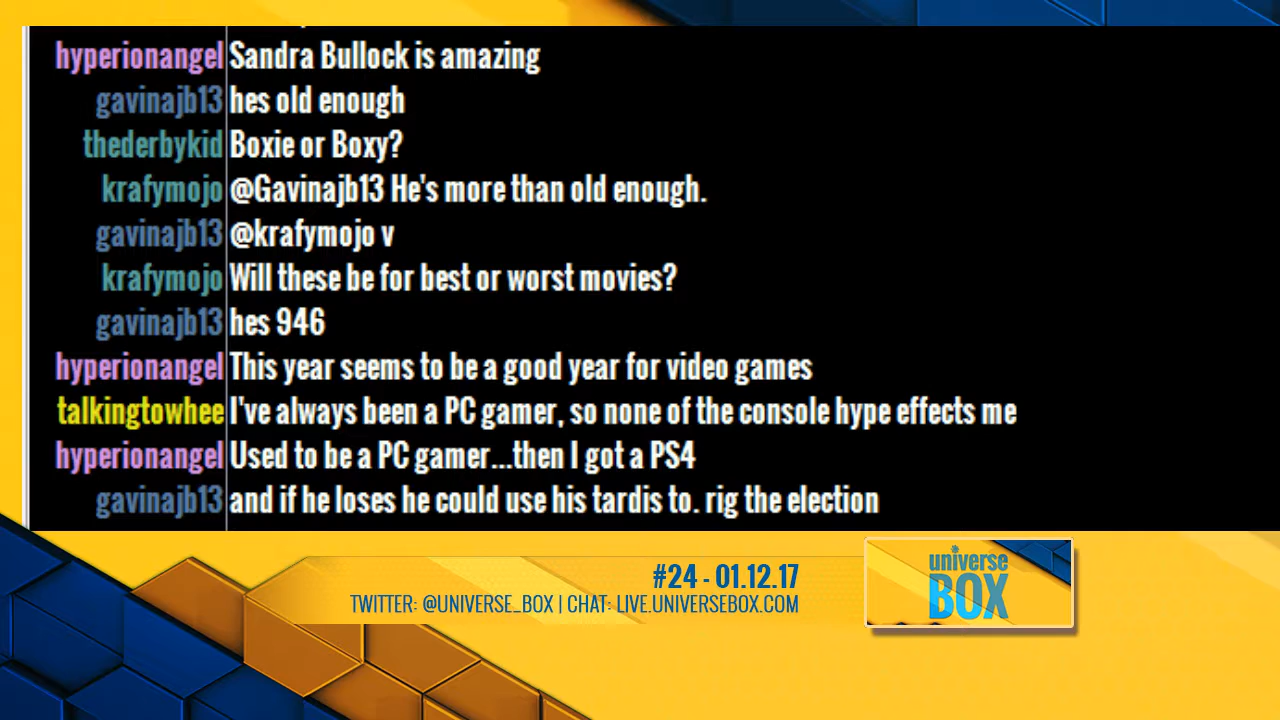 hyperionangel Sandra Bullock is amazing
gavinajb13 hes old enough
thederbykid Boxie or Boxy?
krafymojo @Gavinajb13 He's more than old enough.
gavinajb13 @krafymojo v
krafymojo Will these be for best or worst movies?
gavinajb13 hes 946
hyperionangel This year seems to be a good year for video games
talkingtowhee I've always been a PC gamer, so none of the console hype effects me
hyperionangel Used to be a PC gamer...then I got a PS4
gavinajb13 and if he loses he could use his tardis to. rig the election
#24 - 01.12.17
TWITTER: @UNIVERSE_BOX | CHAT: LIVE.UNIVERSEBOX.COM
universe
BOX